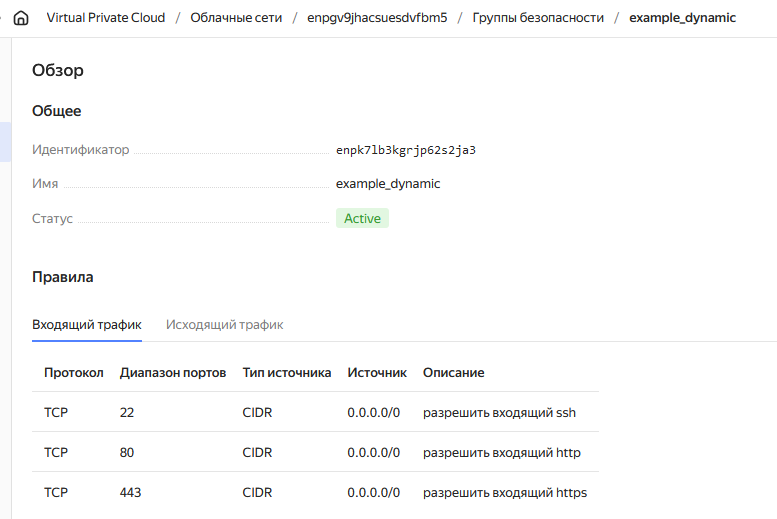 Virtual Private Cloud / Облачные сети / enpgv9jhacsuesdvfbm5 / Группы безопасности / example_dynamic
Обзор
Общее
Идентификатор enpk7lb3kgrjp62s2ja3
Имя example_dynamic
Статус Active
Правила
Входящий трафик Исходящий трафик
Протокол Диапазон портов Тип источника Источник Описание
TCP 22 CIDR 0.0.0.0/0 разрешить входящий ssh
TCP 80 CIDR 0.0.0.0/0 разрешить входящий http
TCP 443 CIDR 0.0.0.0/0 разрешить входящий https